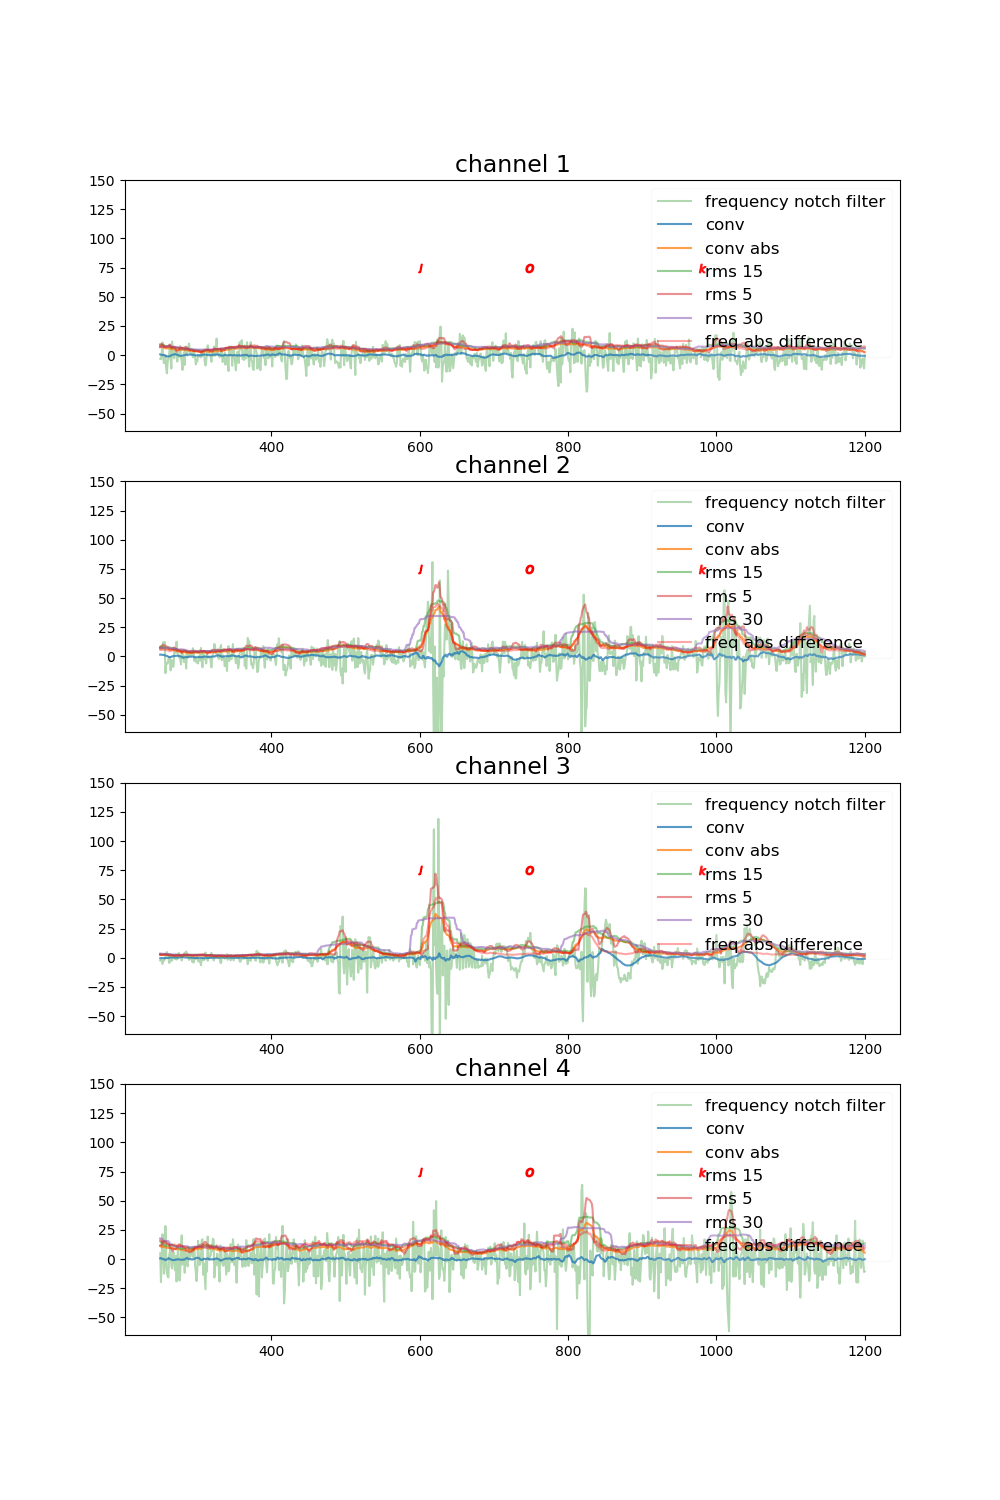 channel 1
150
125
100
75
50
25
0
−25
−50
J O k
frequency notch filter
conv
conv abs
rms 15
rms 5
rms 30
freq abs difference
400 600 800 1000 1200
channel 2
150
125
100
75
50
25
0
−25
−50
J O k
frequency notch filter
conv
conv abs
rms 15
rms 5
rms 30
freq abs difference
400 600 800 1000 1200
channel 3
150
125
100
75
50
25
0
−25
−50
J O k
frequency notch filter
conv
conv abs
rms 15
rms 5
rms 30
freq abs difference
400 600 800 1000 1200
channel 4
150
125
100
75
50
25
0
−25
−50
J O k
frequency notch filter
conv
conv abs
rms 15
rms 5
rms 30
freq abs difference
400 600 800 1000 1200